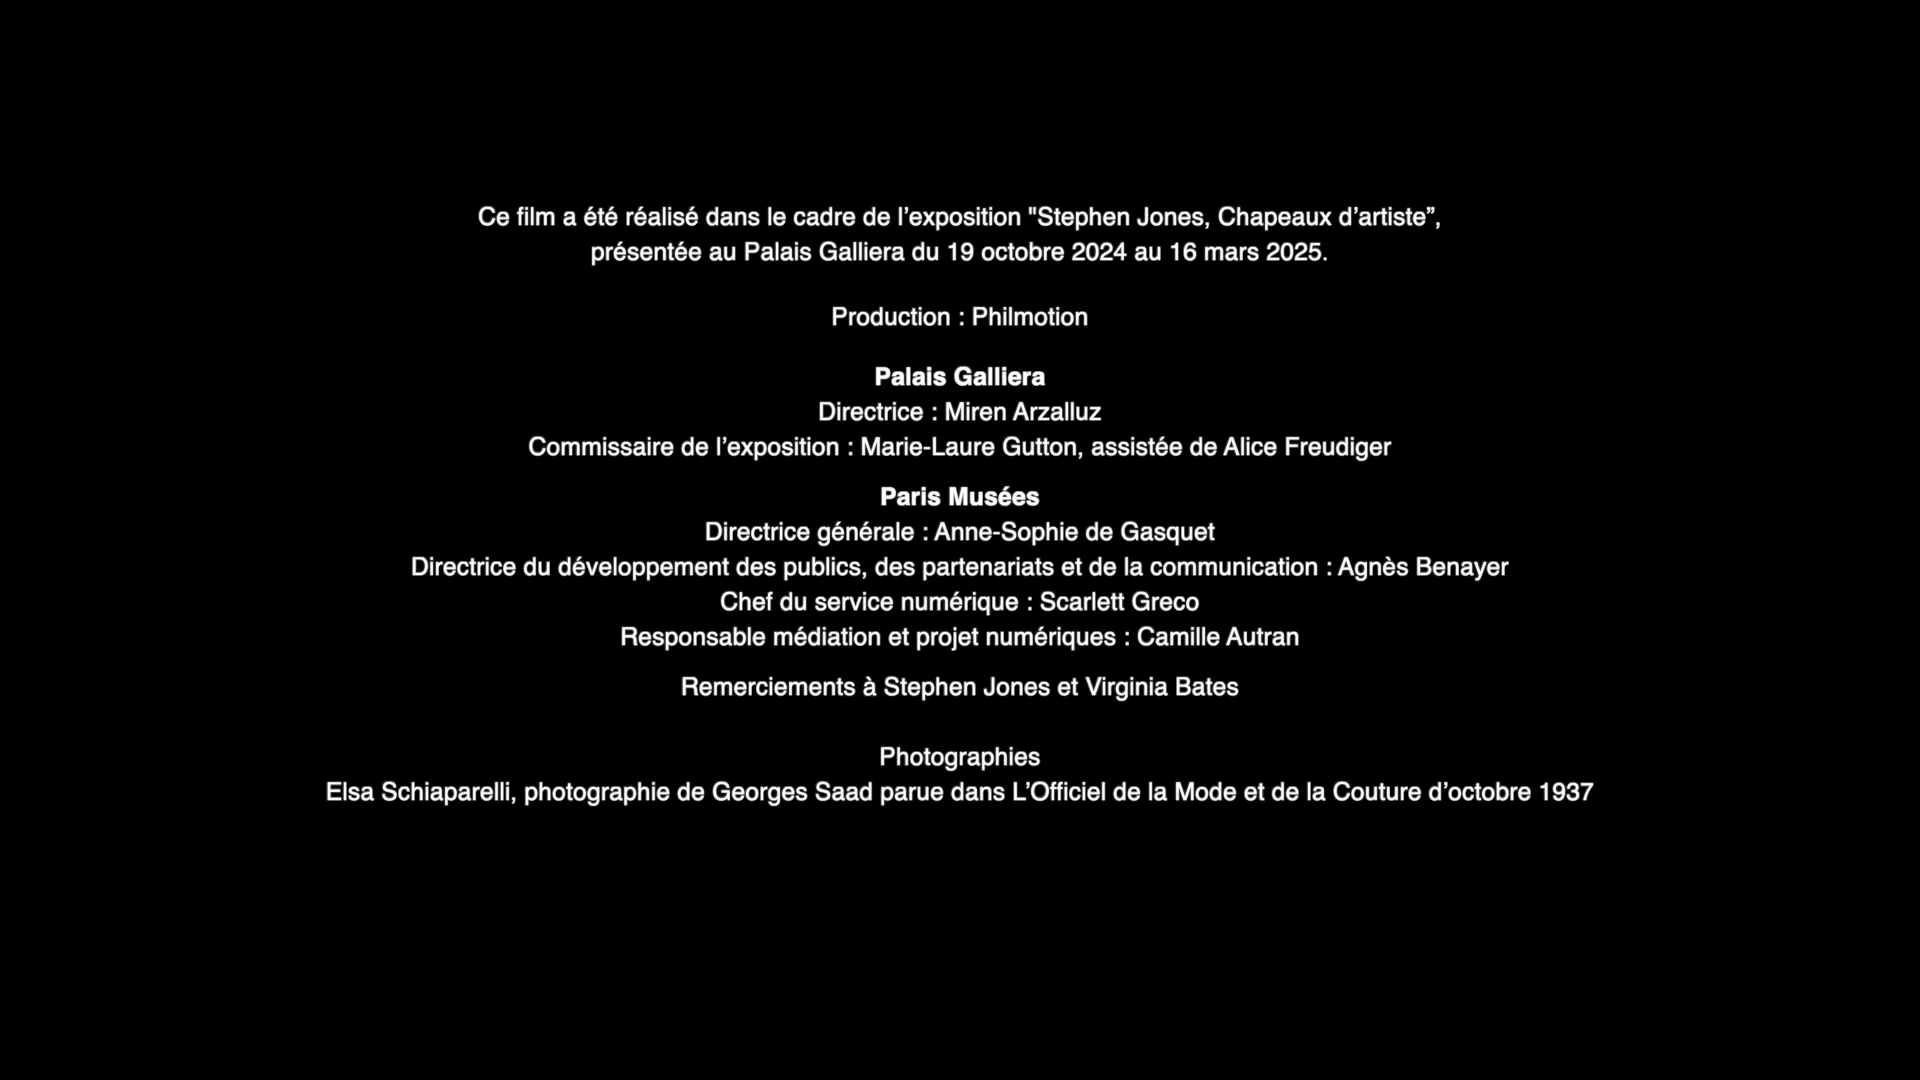 Ce film a été réalisé dans le cadre de l’exposition "Stephen Jones, Chapeaux d’artiste”,
présentée au Palais Galliera du 19 octobre 2024 au 16 mars 2025.
Production : Philmotion
Palais Galliera
Directrice : Miren Arzalluz
Commissaire de l’exposition : Marie-Laure Gutton, assistée de Alice Freudiger
Paris Musées
Directrice générale : Anne-Sophie de Gasquet
Directrice du développement des publics, des partenariats et de la communication : Agnès Benayer
Chef du service numérique : Scarlett Greco
Responsable médiation et projet numériques : Camille Autran
Remerciements à Stephen Jones et Virginia Bates
Photographies
Elsa Schiaparelli, photographie de Georges Saad parue dans L’Officiel de la Mode et de la Couture d’octobre 1937